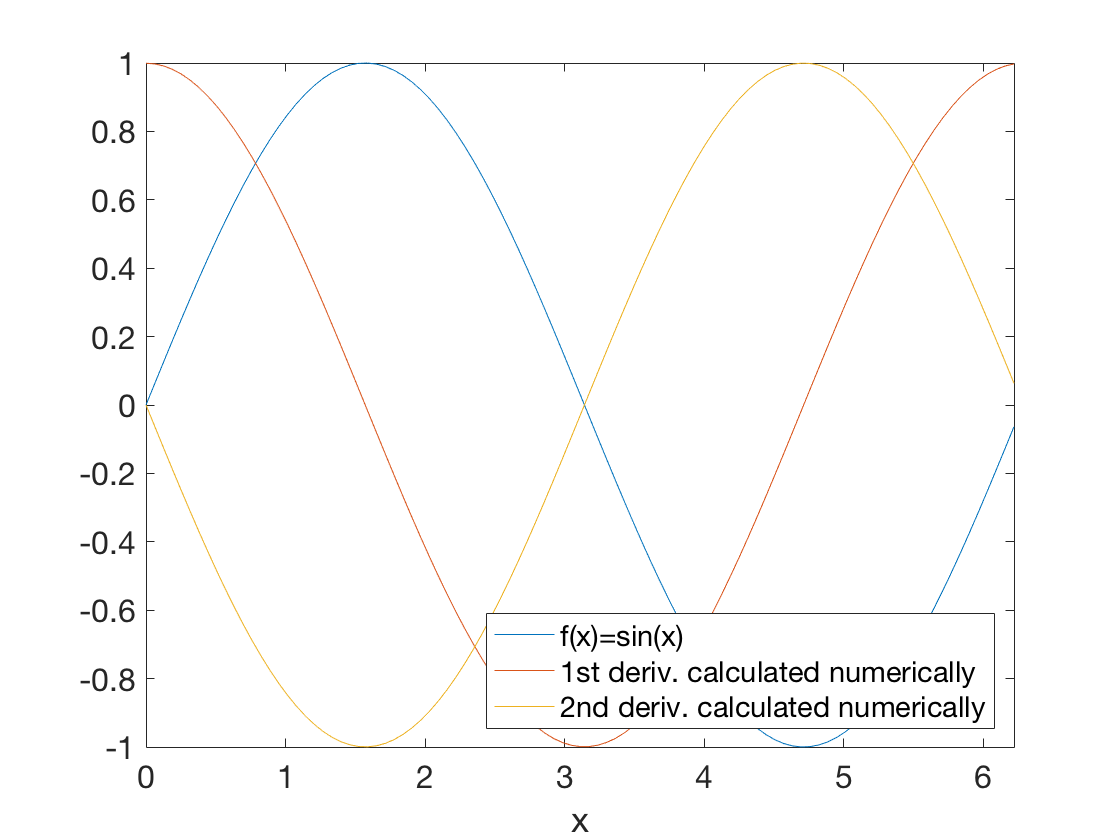 1
0.8
0.6
0.4
0.2
0
-0.2
-0.4
-0.6
-0.8
-1
f(x)=sin(x)
1st deriv. calculated numerically
2nd deriv. calculated numerically
0 1 2 3 4 5 6
x